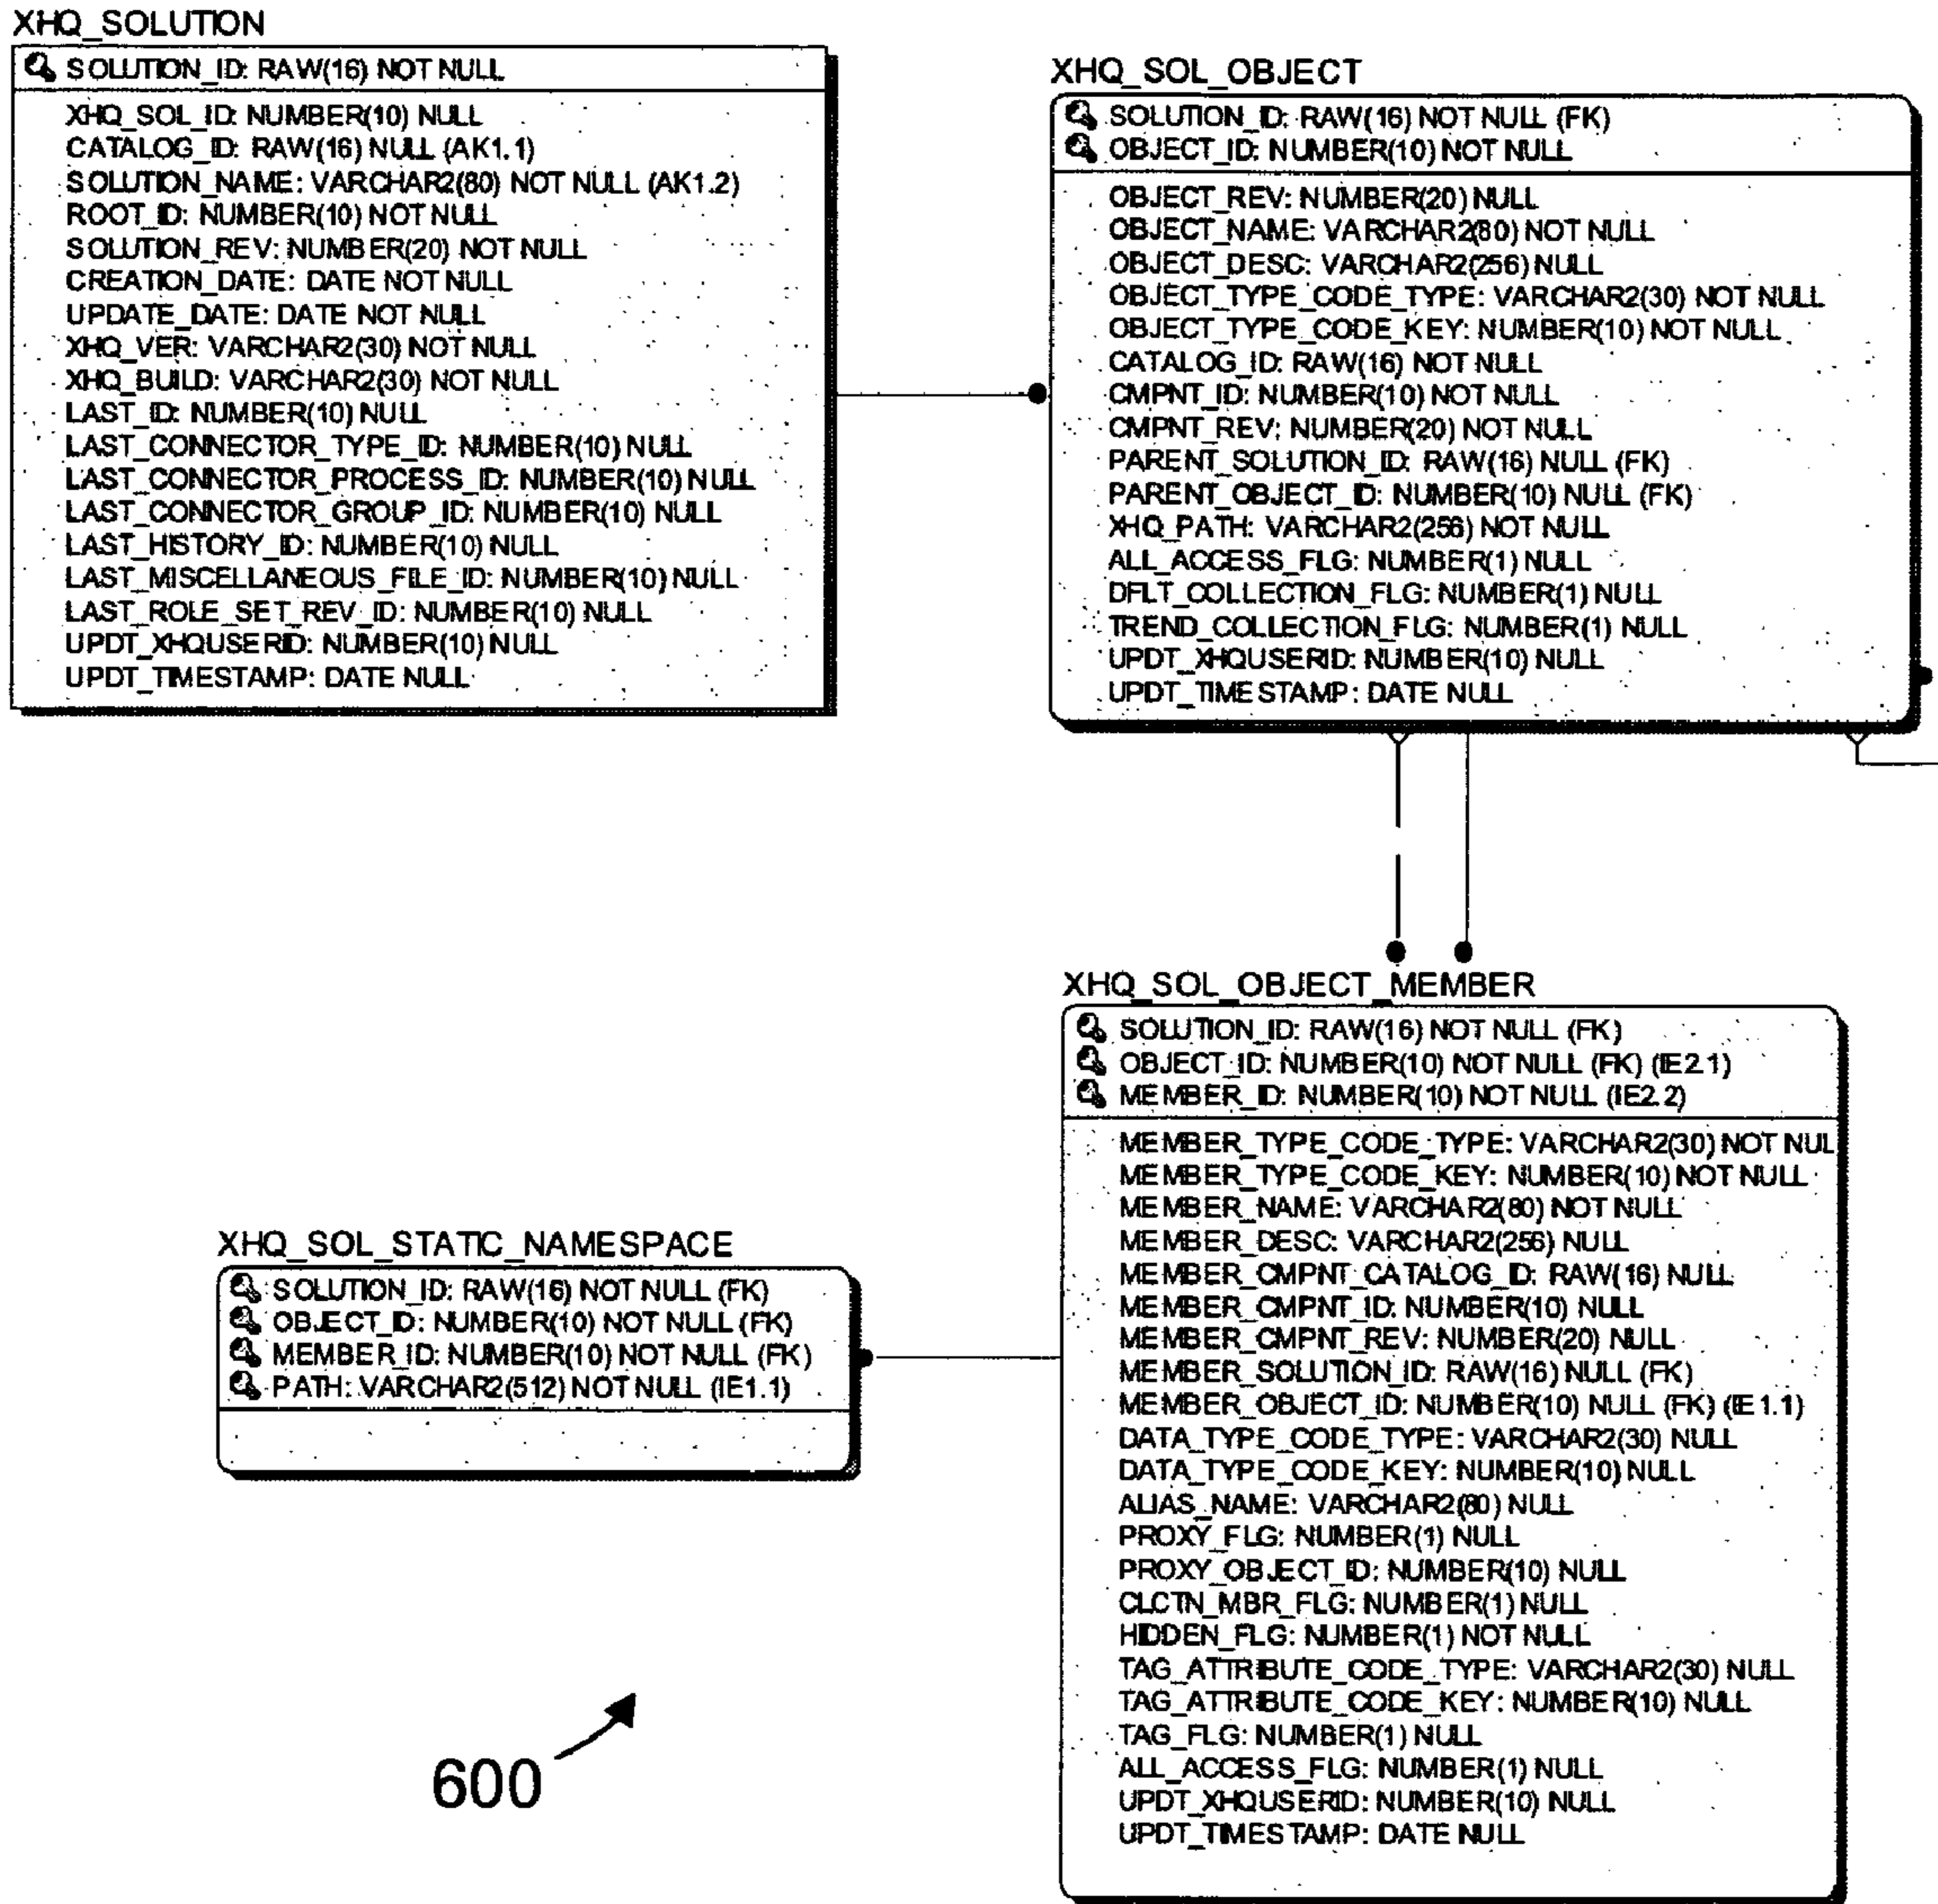 XHQ_SOLUTION
SOLUTION_ID: RAW(16) NOT NULL
XHQ_SOL_ID: NUMBER(10) NULL
CATALOG_ID: RAW(16) NULL (AK1.1)
SOLUTION_NAME: VARCHAR2(80) NOT NULL (AK1.2)
ROOT_ID: NUMBER(10) NOT NULL
SOLUTION_REV: NUMBER(20) NOT NULL
CREATION_DATE: DATE NOT NULL
UPDATE_DATE: DATE NOT NULL
XHQ_VER: VARCHAR2(30) NOT NULL
XHQ_BUILD: VARCHAR2(30) NOT NULL
LAST_ID: NUMBER(10) NULL
LAST_CONNECTOR_TYPE_ID: NUMBER(10) NULL
LAST_CONNECTOR_PROCESS_ID: NUMBER(10) NULL
LAST_CONNECTOR_GROUP_ID: NUMBER(10) NULL
LAST_HISTORY_ID: NUMBER(10) NULL
LAST_MISCELLANEOUS_FILE_ID: NUMBER(10) NULL
LAST_ROLE_SET_REV_ID: NUMBER(10) NULL
UPDT_XHQUSERID: NUMBER(10) NULL
UPDT_TIMESTAMP: DATE NULL
XHQ_SOL_OBJECT
SOLUTION_ID: RAW(16) NOT NULL (FK)
OBJECT_ID: NUMBER(10) NOT NULL
OBJECT_REV: NUMBER(20) NULL
OBJECT_NAME: VARCHAR2(80) NOT NULL
OBJECT_DESC: VARCHAR2(256) NULL
OBJECT_TYPE_CODE_TYPE: VARCHAR2(30) NOT NULL
OBJECT_TYPE_CODE_KEY: NUMBER(10) NOT NULL
CATALOG_ID: RAW(16) NOT NULL
CMPNT_ID: NUMBER(10) NOT NULL
CMPNT_REV: NUMBER(20) NOT NULL
PARENT_SOLUTION_ID: RAW(16) NULL (FK)
PARENT_OBJECT_ID: NUMBER(10) NULL (FK)
XHQ_PATH: VARCHAR2(256) NOT NULL
ALL_ACCESS_FLG: NUMBER(1) NULL
DFLT_COLLECTION_FLG: NUMBER(1) NULL
TREND_COLLECTION_FLG: NUMBER(1) NULL
UPDT_XHQUSERID: NUMBER(10) NULL
UPDT_TIMESTAMP: DATE NULL
XHQ_SOL_OBJECT_MEMBER
SOLUTION_ID: RAW(16) NOT NULL (FK)
OBJECT_ID: NUMBER(10) NOT NULL (FK) (IE2.1)
MEMBER_ID: NUMBER(10) NOT NULL (IE2.2)
MEMBER_TYPE_CODE_TYPE: VARCHAR2(30) NOT NUL
MEMBER_TYPE_CODE_KEY: NUMBER(10) NOT NULL
MEMBER_NAME: VARCHAR2(80) NOT NULL
MEMBER_DESC: VARCHAR2(256) NULL
MEMBER_CMPNT_CATALOG_ID: RAW(16) NULL
MEMBER_CMPNT_ID: NUMBER(10) NULL
MEMBER_CMPNT_REV: NUMBER(20) NULL
MEMBER_SOLUTION_ID: RAW(16) NULL (FK)
MEMBER_OBJECT_ID: NUMBER(10) NULL (FK) (IE1.1)
DATA_TYPE_CODE_TYPE: VARCHAR2(30) NULL
DATA_TYPE_CODE_KEY: NUMBER(10) NULL
ALIAS_NAME: VARCHAR2(80) NULL
PROXY_FLG: NUMBER(1) NULL
PROXY_OBJECT_ID: NUMBER(10) NULL
CLCTN_MBR_FLG: NUMBER(1) NULL
HIDDEN_FLG: NUMBER(1) NOT NULL
TAG_ATTRIBUTE_CODE_TYPE: VARCHAR2(30) NULL
TAG_ATTRIBUTE_CODE_KEY: NUMBER(10) NULL
TAG_FLG: NUMBER(1) NULL
ALL_ACCESS_FLG: NUMBER(1) NULL
UPDT_XHQUSERID: NUMBER(10) NULL
UPDT_TIMESTAMP: DATE NULL
XHQ_SOL_STATIC_NAMESPACE
SOLUTION_ID: RAW(16) NOT NULL (FK)
OBJECT_ID: NUMBER(10) NOT NULL (FK)
MEMBER_ID: NUMBER(10) NOT NULL (FK)
PATH: VARCHAR2(512) NOT NULL (IE1.1)
600